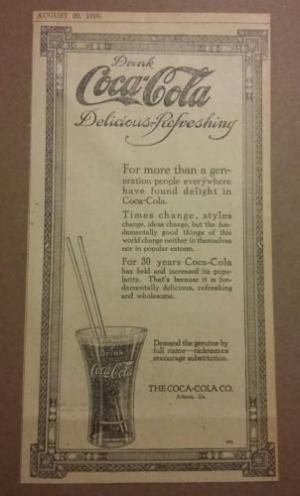 AUGUST 20, 1916.
Drink
Coca-Cola
Delicious-Refreshing
For more than a gen-
eration people everywhere
have found delight in
Coca-Cola.
Times change, styles
change, ideas change, but the fun-
damentally good things of this
world change neither in themselves
nor in popular esteem.
For 30 years Coca-Cola
has held and increased its popu-
larity. That's because it is fun-
damentally delicious, refreshing
and wholesome.
Demand the genuine by
full name—nicknames
encourage substitution.
THE COCA-COLA CO.
Atlanta, Ga.
Drink
Coca-Cola